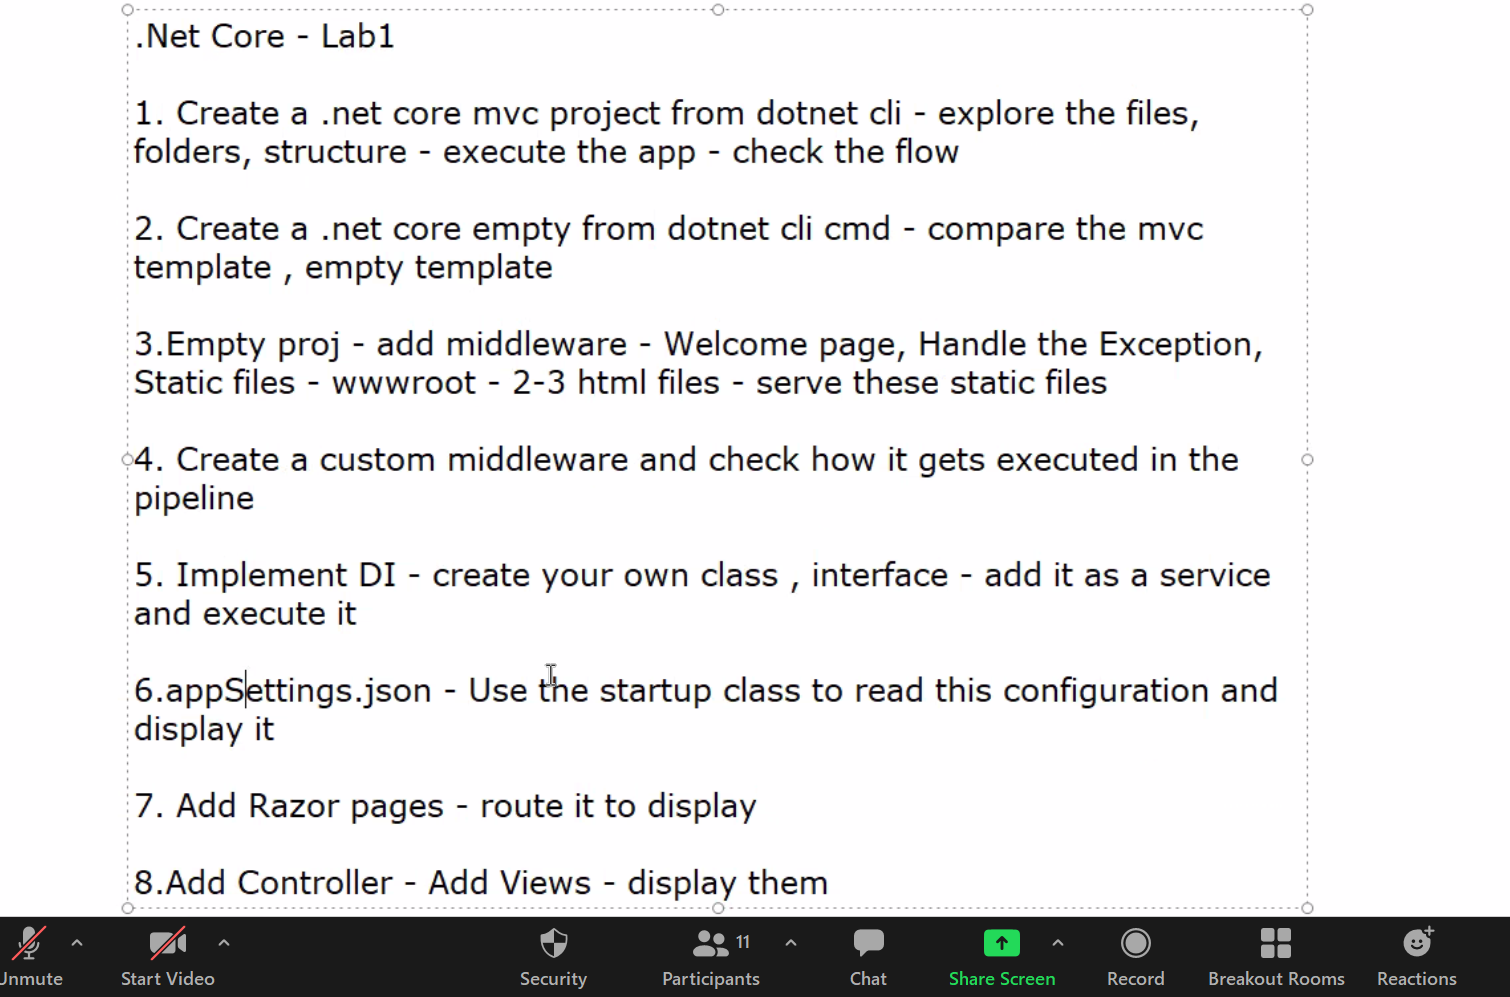 .Net Core - Lab1
1. Create a .net core mvc project from dotnet cli - explore the files,
folders, structure - execute the app - check the flow
2. Create a .net core empty from dotnet cli cmd - compare the mvc
template , empty template
3.Empty proj - add middleware - Welcome page, Handle the Exception,
Static files - wwwroot - 2-3 html files - serve these static files
4. Create a custom middleware and check how it gets executed in the
pipeline
5. Implement DI - create your own class , interface - add it as a service
and execute it
6.appSettings.json - Use the startup class to read this configuration and
display it
7. Add Razor pages - route it to display
8.Add Controller - Add Views - display them
11
Unmute Start Video Security Participants Chat Share Screen Record Breakout Rooms Reactions